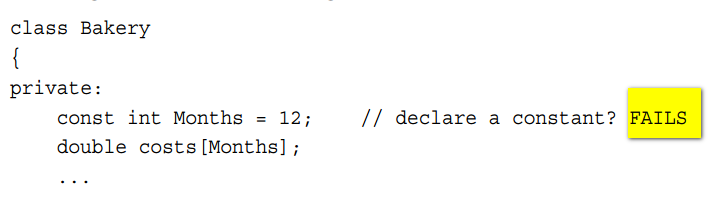 class Bakery
{
private:
    const int Months = 12;    // declare a constant? FAILS
    double costs[Months];
    ...